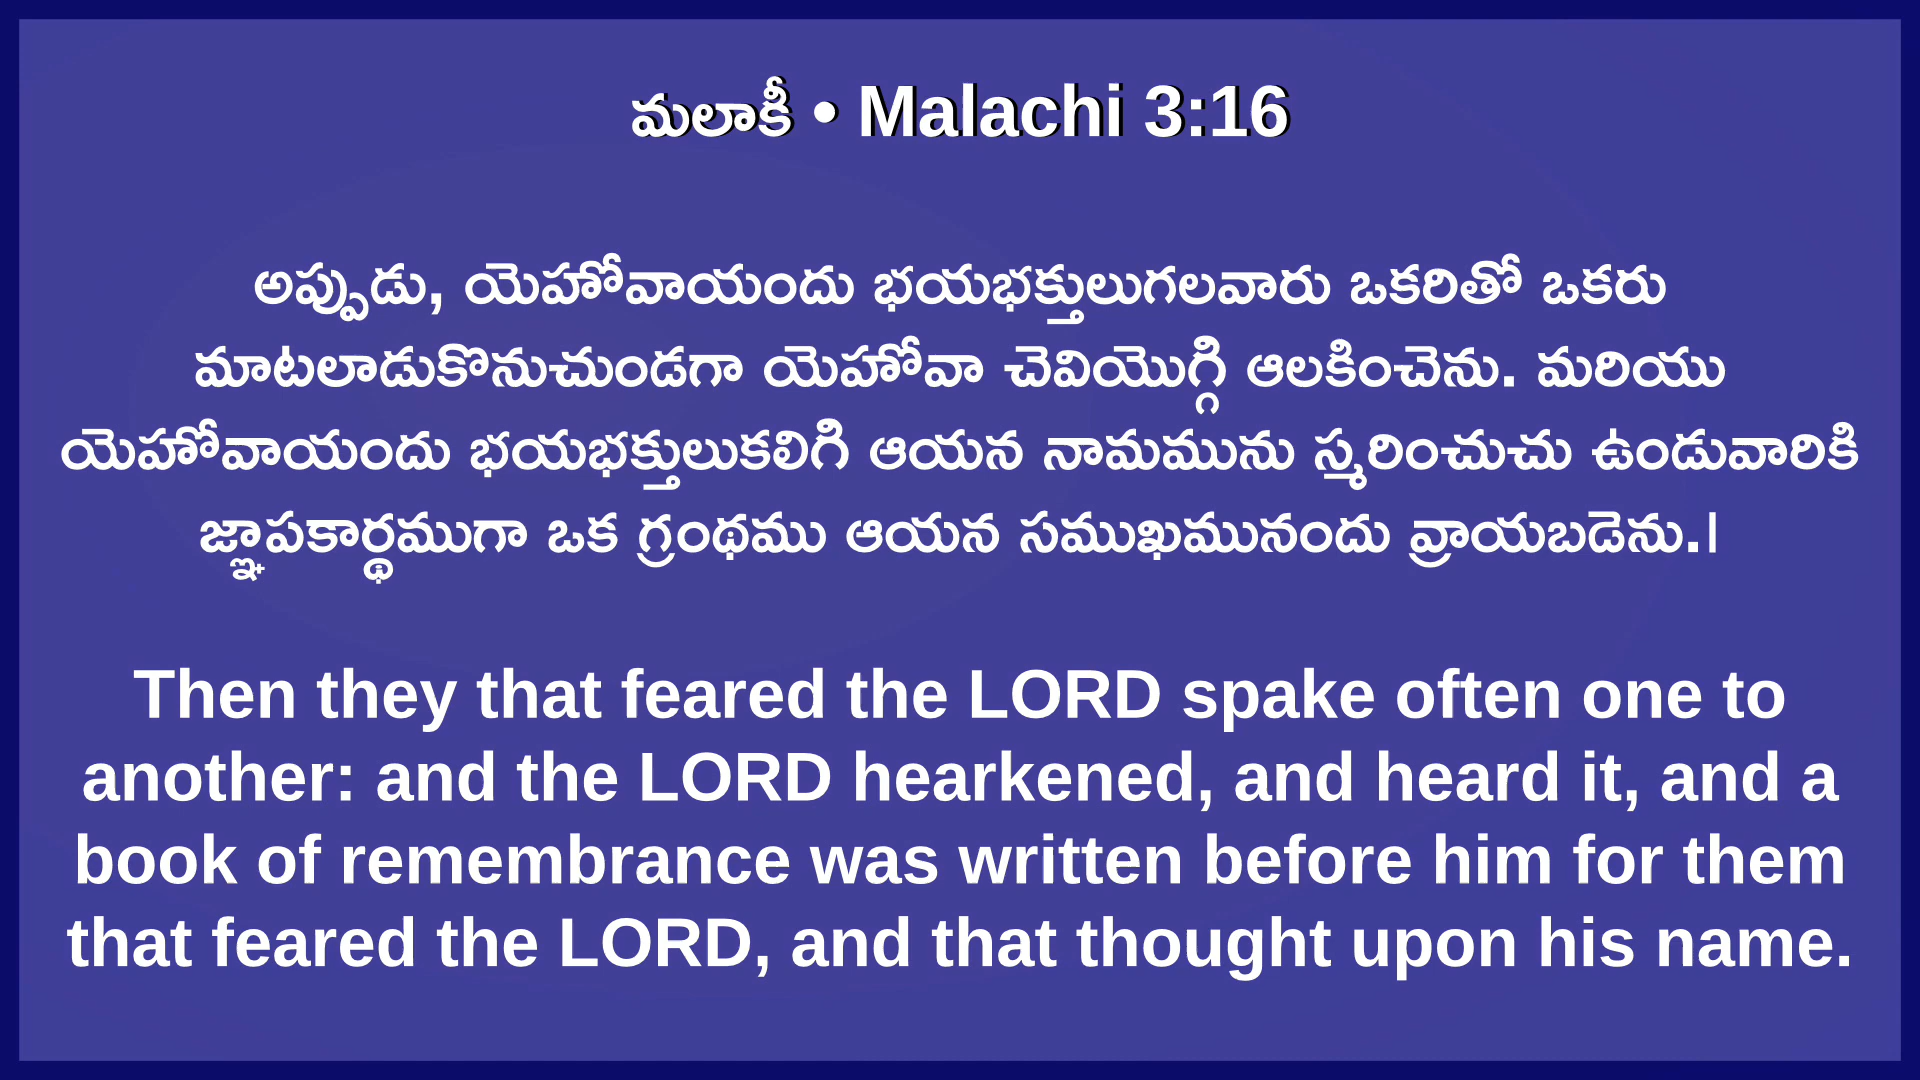 మలాకీ • Malachi 3:16
అప్పుడు, యెహోవాయందు భయభక్తులుగలవారు ఒకరితో ఒకరు
మాటలాడుకొనుచుండగా యెహోవా చెవియొగ్గి ఆలకించెను. మరియు
యెహోవాయందు భయభక్తులుకలిగి ఆయన నామమును స్మరించుచు ఉండువారికి
జ్ఞాపకార్థముగా ఒక గ్రంథము ఆయన సముఖమునందు వ్రాయబడెను.|
Then they that feared the LORD spake often one to
another: and the LORD hearkened, and heard it, and a
book of remembrance was written before him for them
that feared the LORD, and that thought upon his name.